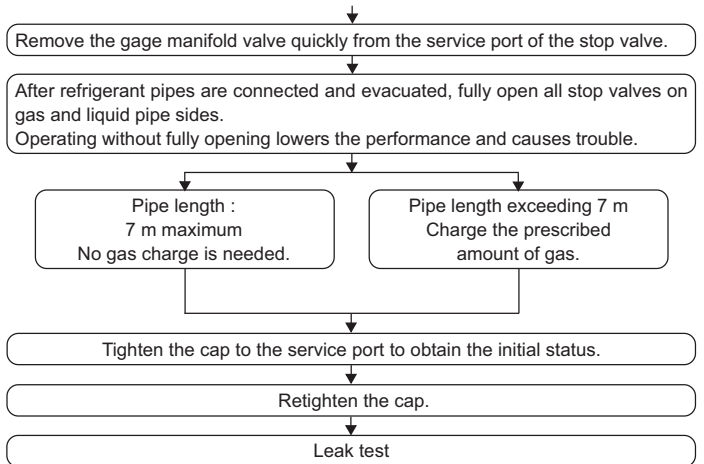 Remove the gage manifold valve quickly from the service port of the stop valve.
After refrigerant pipes are connected and evacuated, fully open all stop valves on
gas and liquid pipe sides.
Operating without fully opening lowers the performance and causes trouble.
Pipe length :
7 m maximum
No gas charge is needed.
Pipe length exceeding 7 m
Charge the prescribed
amount of gas.
Tighten the cap to the service port to obtain the initial status.
Retighten the cap.
Leak test